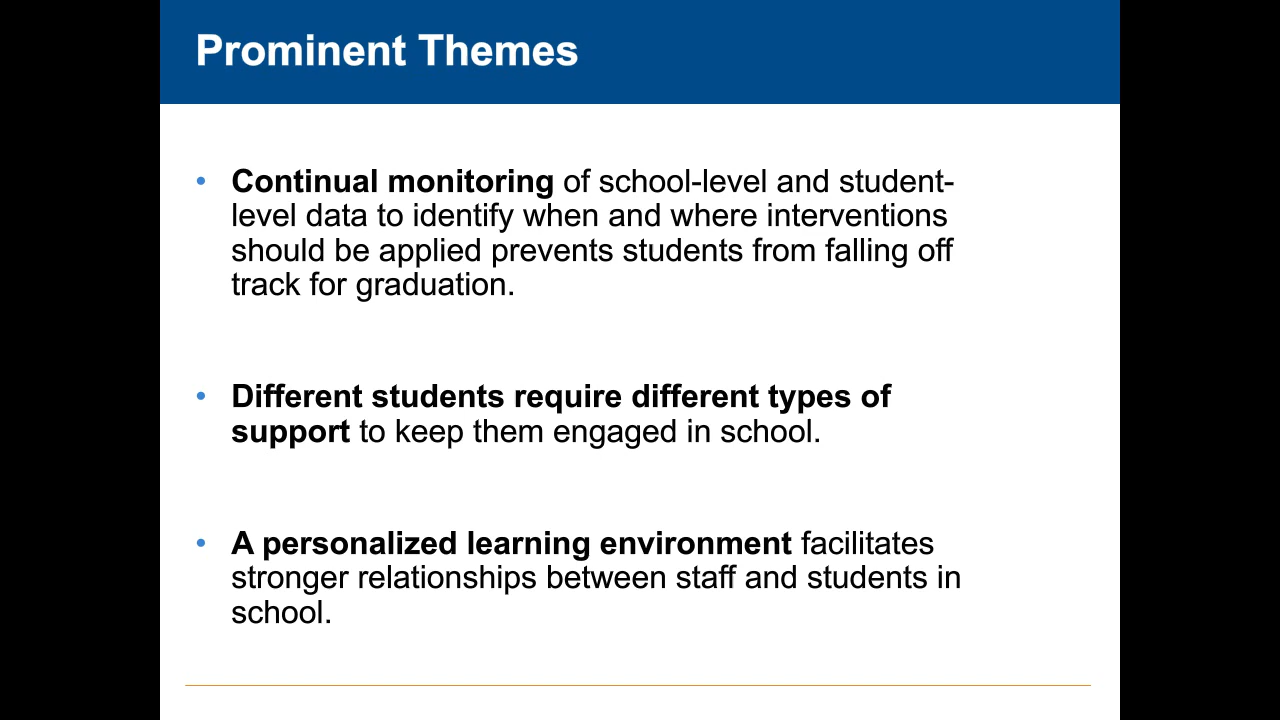 Prominent Themes
• Continual monitoring of school-level and student-
level data to identify when and where interventions
should be applied prevents students from falling off
track for graduation.
• Different students require different types of
support to keep them engaged in school.
• A personalized learning environment facilitates
stronger relationships between staff and students in
school.